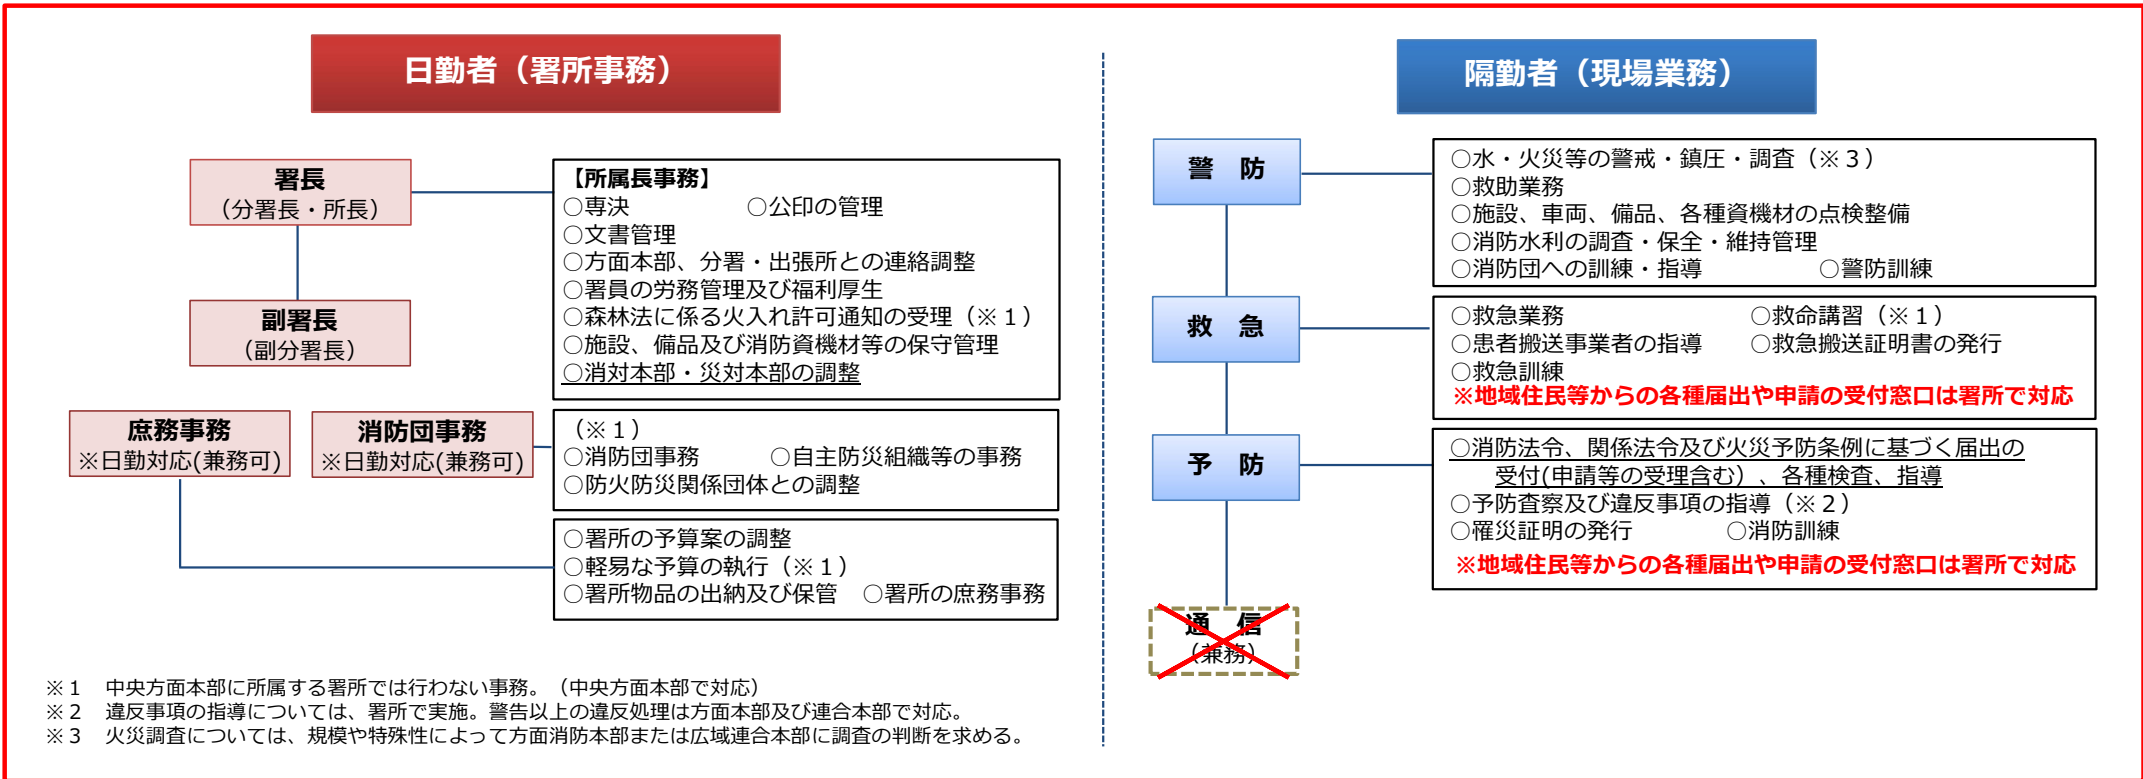 日勤者（署所事務）
署長
（分署長・所長）
副署長
（副分署長）
【所属長事務】
○専決　○公印の管理
○文書管理
○方面本部、分署・出張所との連絡調整
○署員の労務管理及び福利厚生
○森林法に係る火入れ許可通知の受理（※１）
○施設、備品及び消防資機材等の保守管理
○消対本部・災対本部の調整
庶務事務
※日勤対応(兼務可)
消防団事務
※日勤対応(兼務可)
（※１）
○消防団事務　○自主防災組織等の事務
○防火防災関係団体との調整
○署所の予算案の調整
○軽易な予算の執行（※１）
○署所物品の出納及び保管　○署所の庶務事務
隔勤者（現場業務）
警　防
○水・火災等の警戒・鎮圧・調査（※３）
○救助業務
○施設、車両、備品、各種資機材の点検整備
○消防水利の調査・保全・維持管理
○消防団への訓練・指導　○警防訓練
救　急
○救急業務　○救命講習（※１）
○患者搬送事業者の指導　○救急搬送証明書の発行
○救急訓練
※地域住民等からの各種届出や申請の受付窓口は署所で対応
予　防
○消防法令、関係法令及び火災予防条例に基づく届出の
受付(申請等の受理含む）、各種検査、指導
○予防査察及び違反事項の指導（※２）
○罹災証明の発行　○消防訓練
※地域住民等からの各種届出や申請の受付窓口は署所で対応
通　信
（兼務）
※１　中央方面本部に所属する署所では行わない事務。（中央方面本部で対応）
※２　違反事項の指導については、署所で実施。警告以上の違反処理は方面本部及び連合本部で対応。
※３　火災調査については、規模や特殊性によって方面消防本部または広域連合本部に調査の判断を求める。